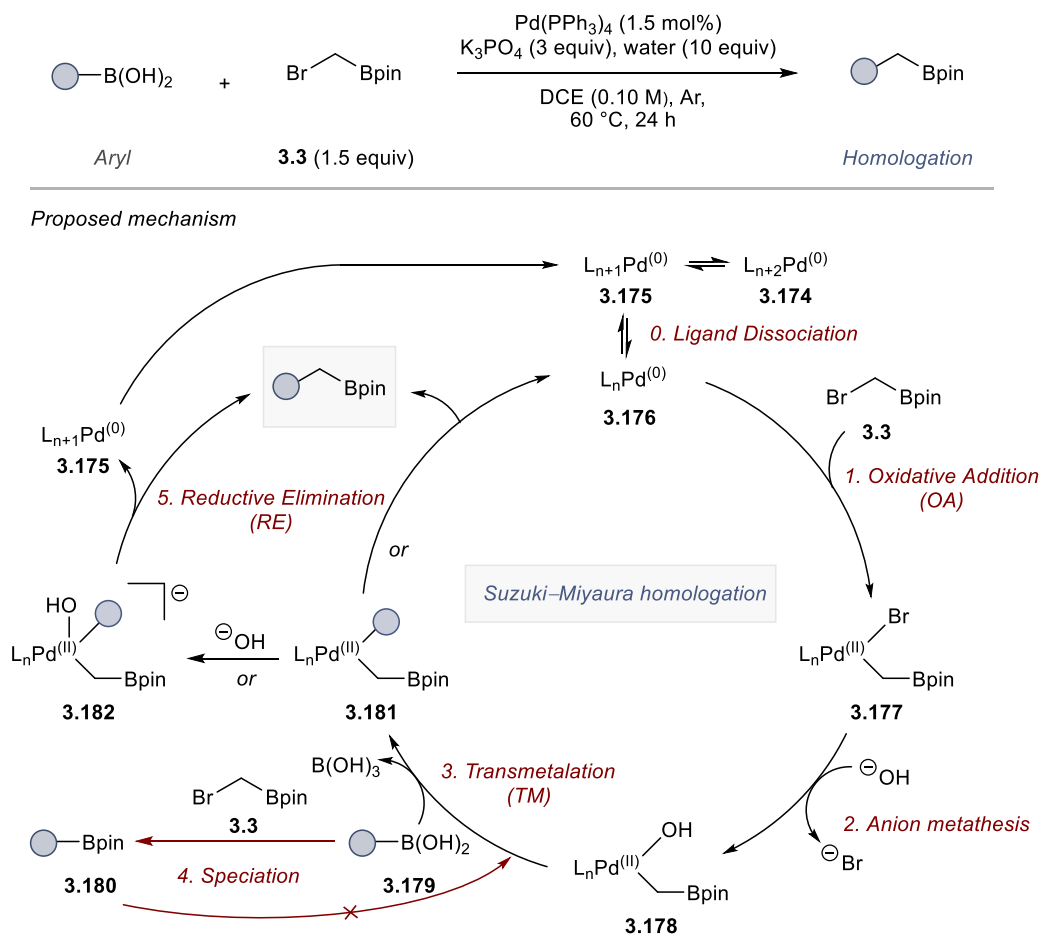 Pd(PPh3)4 (1.5 mol%)
K3PO4 (3 equiv), water (10 equiv)
B(OH)2
+
Br
Bpin
Bpin
DCE (0.10 M), Ar,
60 °C, 24 h
Aryl
3.3 (1.5 equiv)
Homologation
Proposed mechanism
Ln+1Pd(0)
Ln+2Pd(0)
3.175
3.174
0. Ligand Dissociation
LnPd(0)
3.176
Bpin
Br
Bpin
3.3
Ln+1Pd(0)
3.175
1. Oxidative Addition
(OA)
5. Reductive Elimination
(RE)
or
Suzuki–Miyaura homologation
HO
⊖
LnPd(II)
Bpin
3.182
⊖OH
or
LnPd(II)
Bpin
3.181
Br
LnPd(II)
Bpin
3.177
B(OH)3
3. Transmetalation
(TM)
⊖OH
2. Anion metathesis
⊖Br
Br
Bpin
3.3
Bpin
B(OH)2
3.180
4. Speciation
3.179
OH
LnPd(II)
Bpin
3.178